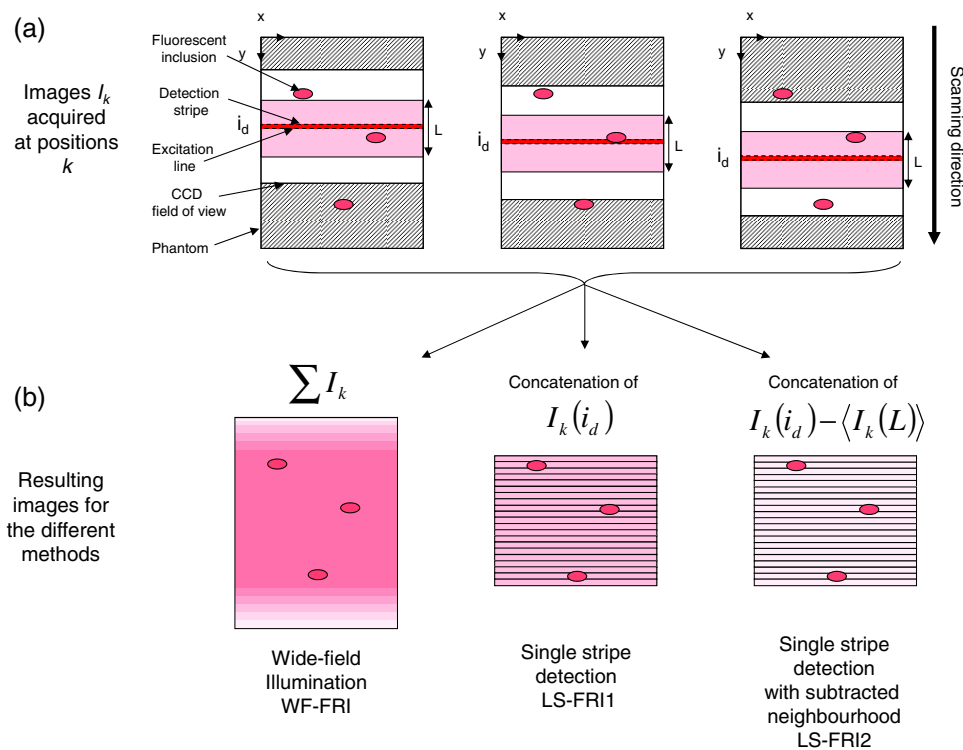 (a)
Images I_k
acquired
at positions
k
Fluorescent
inclusion
Detection
stripe
Excitation
line
CCD
field of view
Phantom
x
y
i_d
L
x
y
i_d
L
x
y
i_d
L
Scanning direction
(b)
Resulting
images for
the different
methods
∑ I_k
Wide-field
Illumination
WF-FRI
Concatenation of
I_k(i_d)
Single stripe
detection
LS-FRI1
Concatenation of
I_k(i_d) − ⟨I_k(L)⟩
Single stripe
detection
with subtracted
neighbourhood
LS-FRI2